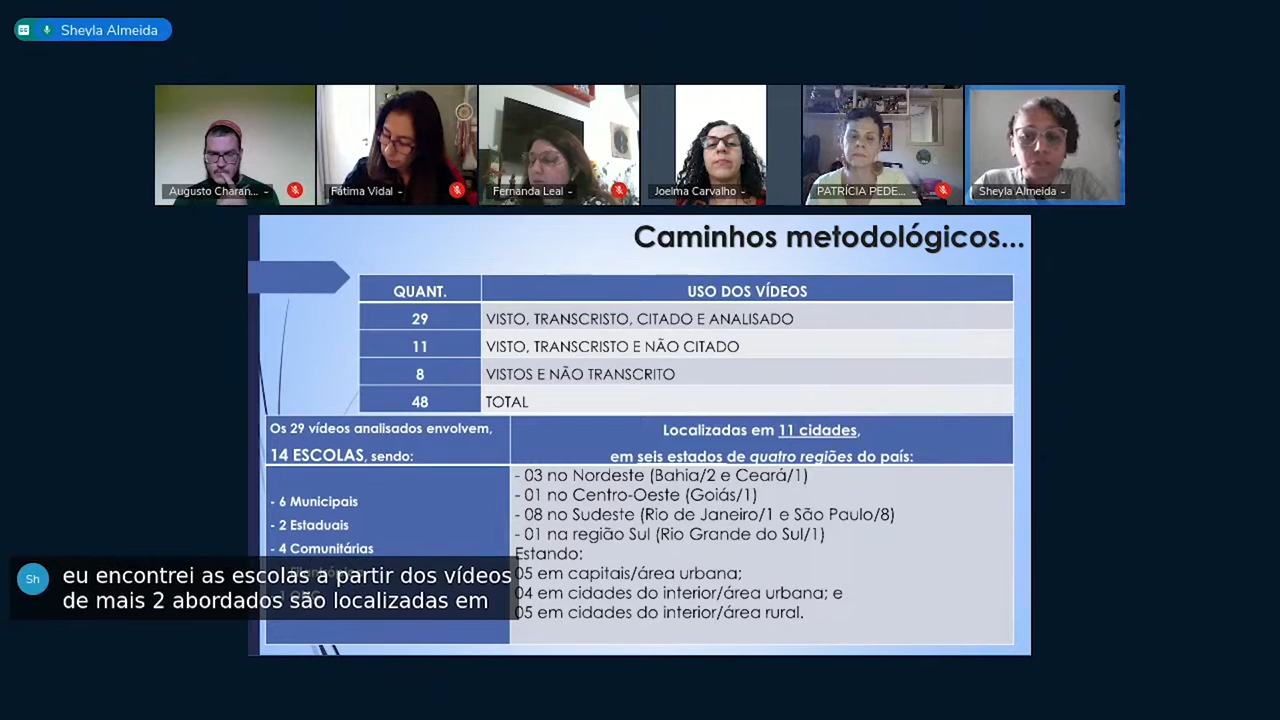 Sheyla Almeida
Augusto Charan...
Fátima Vidal
Fernanda Leal
Joelma Carvalho
PATRÍCIA PEDE...
Sheyla Almeida
Caminhos metodológicos...
QUANT.
USO DOS VÍDEOS
29
VISTO, TRANSCRISTO, CITADO E ANALISADO
11
VISTO, TRANSCRISTO E NÃO CITADO
8
VISTOS E NÃO TRANSCRITO
48
TOTAL
Os 29 vídeos analisados envolvem,
14 ESCOLAS, sendo:
- 6 Municipais
- 2 Estaduais
- 4 Comunitárias
Localizadas em 11 cidades,
em seis estados de quatro regiões do país:
- 03 no Nordeste (Bahia/2 e Ceará/1)
- 01 no Centro-Oeste (Goiás/1)
- 08 no Sudeste (Rio de Janeiro/1 e São Paulo/8)
- 01 na região Sul (Rio Grande do Sul/1)
Estando:
05 em capitais/área urbana;
04 em cidades do interior/área urbana; e
05 em cidades do interior/área rural.
Sh
eu encontrei as escolas a partir dos vídeos
de mais 2 abordados são localizadas em